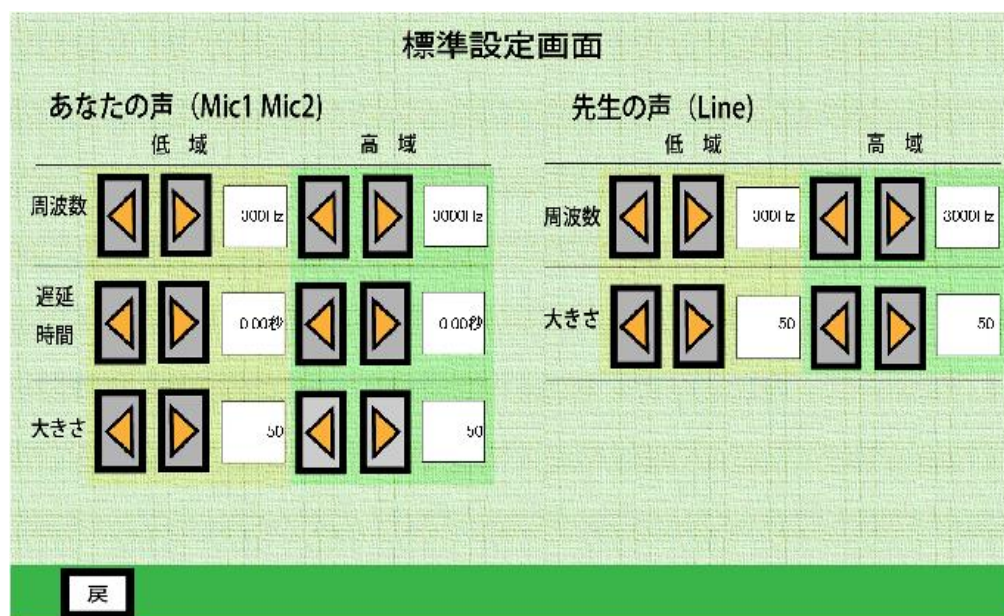 標準設定画面
あなたの声（Mic1 Mic2)
低 域 高 域
周波数 300Hz 3000Hz
遅延
時間
0.00秒 0.00秒
大きさ 50 50
先生の声（Line)
低 域 高 域
周波数 300Hz 3000Hz
大きさ 50 50
戻